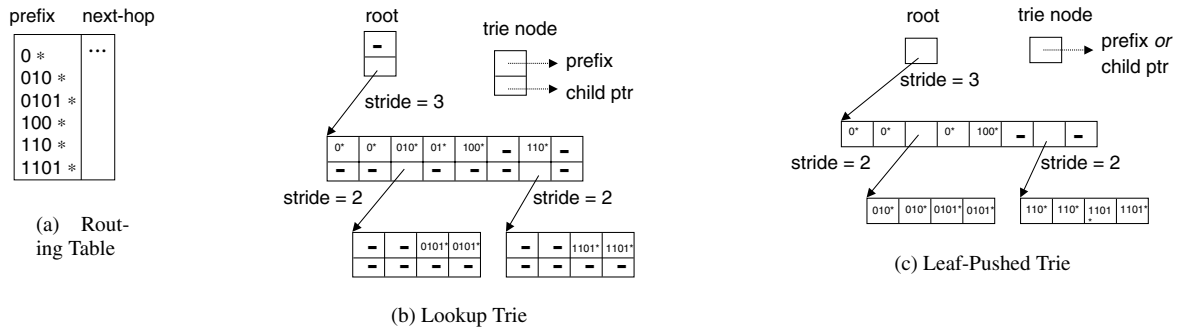 prefix next-hop
0 * ...
010 *
0101 *
100 *
110 *
1101 *
(a) Rout-
ing Table
root
trie node
-
prefix
child ptr
stride = 3
0* 0* 010* 01* 100* - 110* -
- - - - - -
stride = 2
stride = 2
- - 0101* 0101*
- - - -
- - 1101* 1101*
- - - -
(b) Lookup Trie
root
trie node
prefix or
child ptr
stride = 3
0* 0* 0* 100* - -
stride = 2
stride = 2
010* 010* 0101* 0101*
110* 110* 1101 1101*
*
(c) Leaf-Pushed Trie